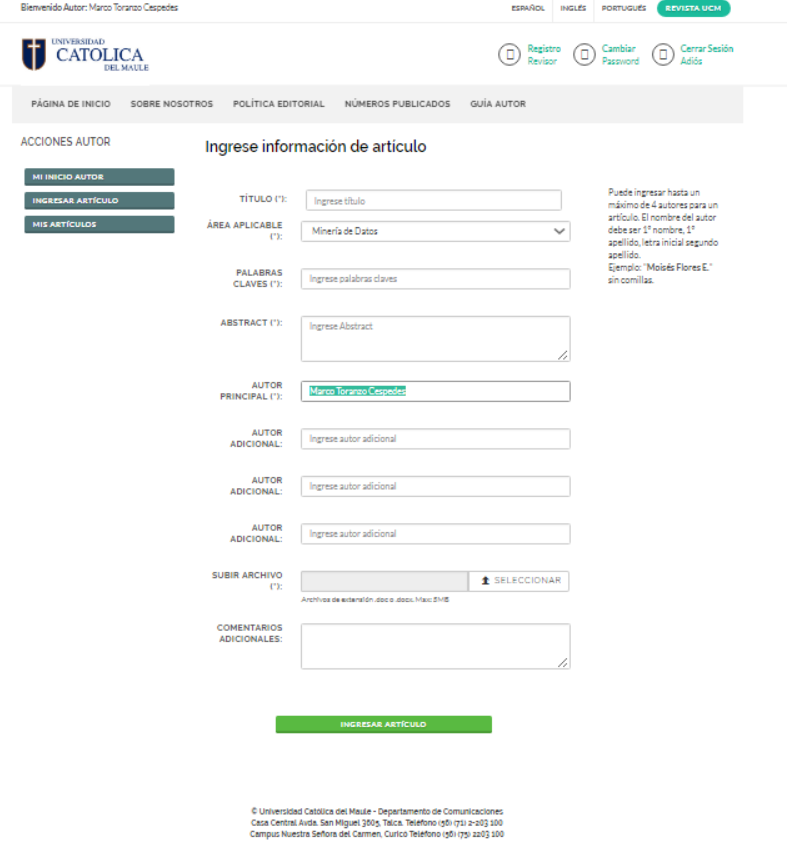 Bienvenido Autor: Marco Toranzo Cespedes
ESPAÑOL INGLÉS PORTUGUÉS REVISTA UCM
UNIVERSIDAD
CATOLICA
DEL MAULE
Registro
Revisor
Cambiar
Password
Cerrar Sesión
Adiós
PÁGINA DE INICIO SOBRE NOSOTROS POLÍTICA EDITORIAL NÚMEROS PUBLICADOS GUÍA AUTOR
ACCIONES AUTOR
MI INICIO AUTOR
INGRESAR ARTÍCULO
MIS ARTÍCULOS
Ingrese información de artículo
TÍTULO (*):
Ingrese título
ÁREA APLICABLE
(*):
Minería de Datos
PALABRAS
CLAVES (*):
Ingrese palabras claves
ABSTRACT (*):
Ingrese Abstract
AUTOR
PRINCIPAL (*):
Marco Toranzo Cespedes
AUTOR
ADICIONAL:
Ingrese autor adicional
AUTOR
ADICIONAL:
Ingrese autor adicional
AUTOR
ADICIONAL:
Ingrese autor adicional
SUBIR ARCHIVO
(*):
SELECCIONAR
Archivos de extensión .doc o .docx. Max: 5MB
COMENTARIOS
ADICIONALES:
INGRESAR ARTÍCULO
Puede ingresar hasta un
máximo de 4 autores para un
artículo. El nombre del autor
debe ser 1º nombre, 1º
apellido, letra inicial segundo
apellido.
Ejemplo: "Moisés Flores E."
sin comillas.
© Universidad Católica del Maule - Departamento de Comunicaciones
Casa Central Avda. San Miguel 3605, Talca. Teléfono (56) (71) 2-203 100
Campus Nuestra Señora del Carmen, Curicó Teléfono (56) (75) 2203 100